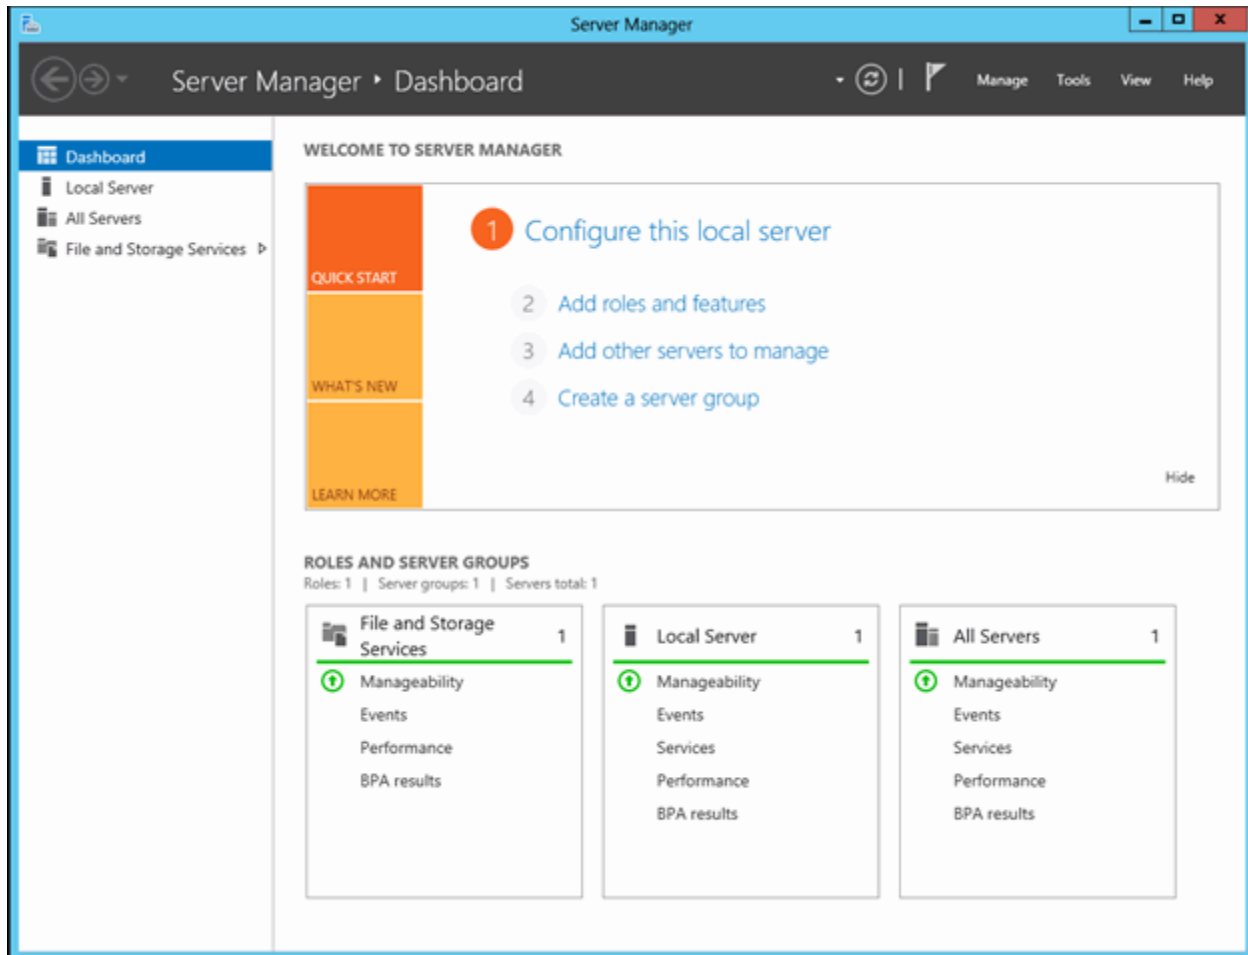 Server Manager
Server Manager ‣ Dashboard
Manage Tools View Help
Dashboard
Local Server
All Servers
File and Storage Services
WELCOME TO SERVER MANAGER
QUICK START
WHAT'S NEW
LEARN MORE
1 Configure this local server
2 Add roles and features
3 Add other servers to manage
4 Create a server group
Hide
ROLES AND SERVER GROUPS
Roles: 1 | Server groups: 1 | Servers total: 1
File and Storage
Services
1
Manageability
Events
Performance
BPA results
Local Server 1
Manageability
Events
Services
Performance
BPA results
All Servers 1
Manageability
Events
Services
Performance
BPA results